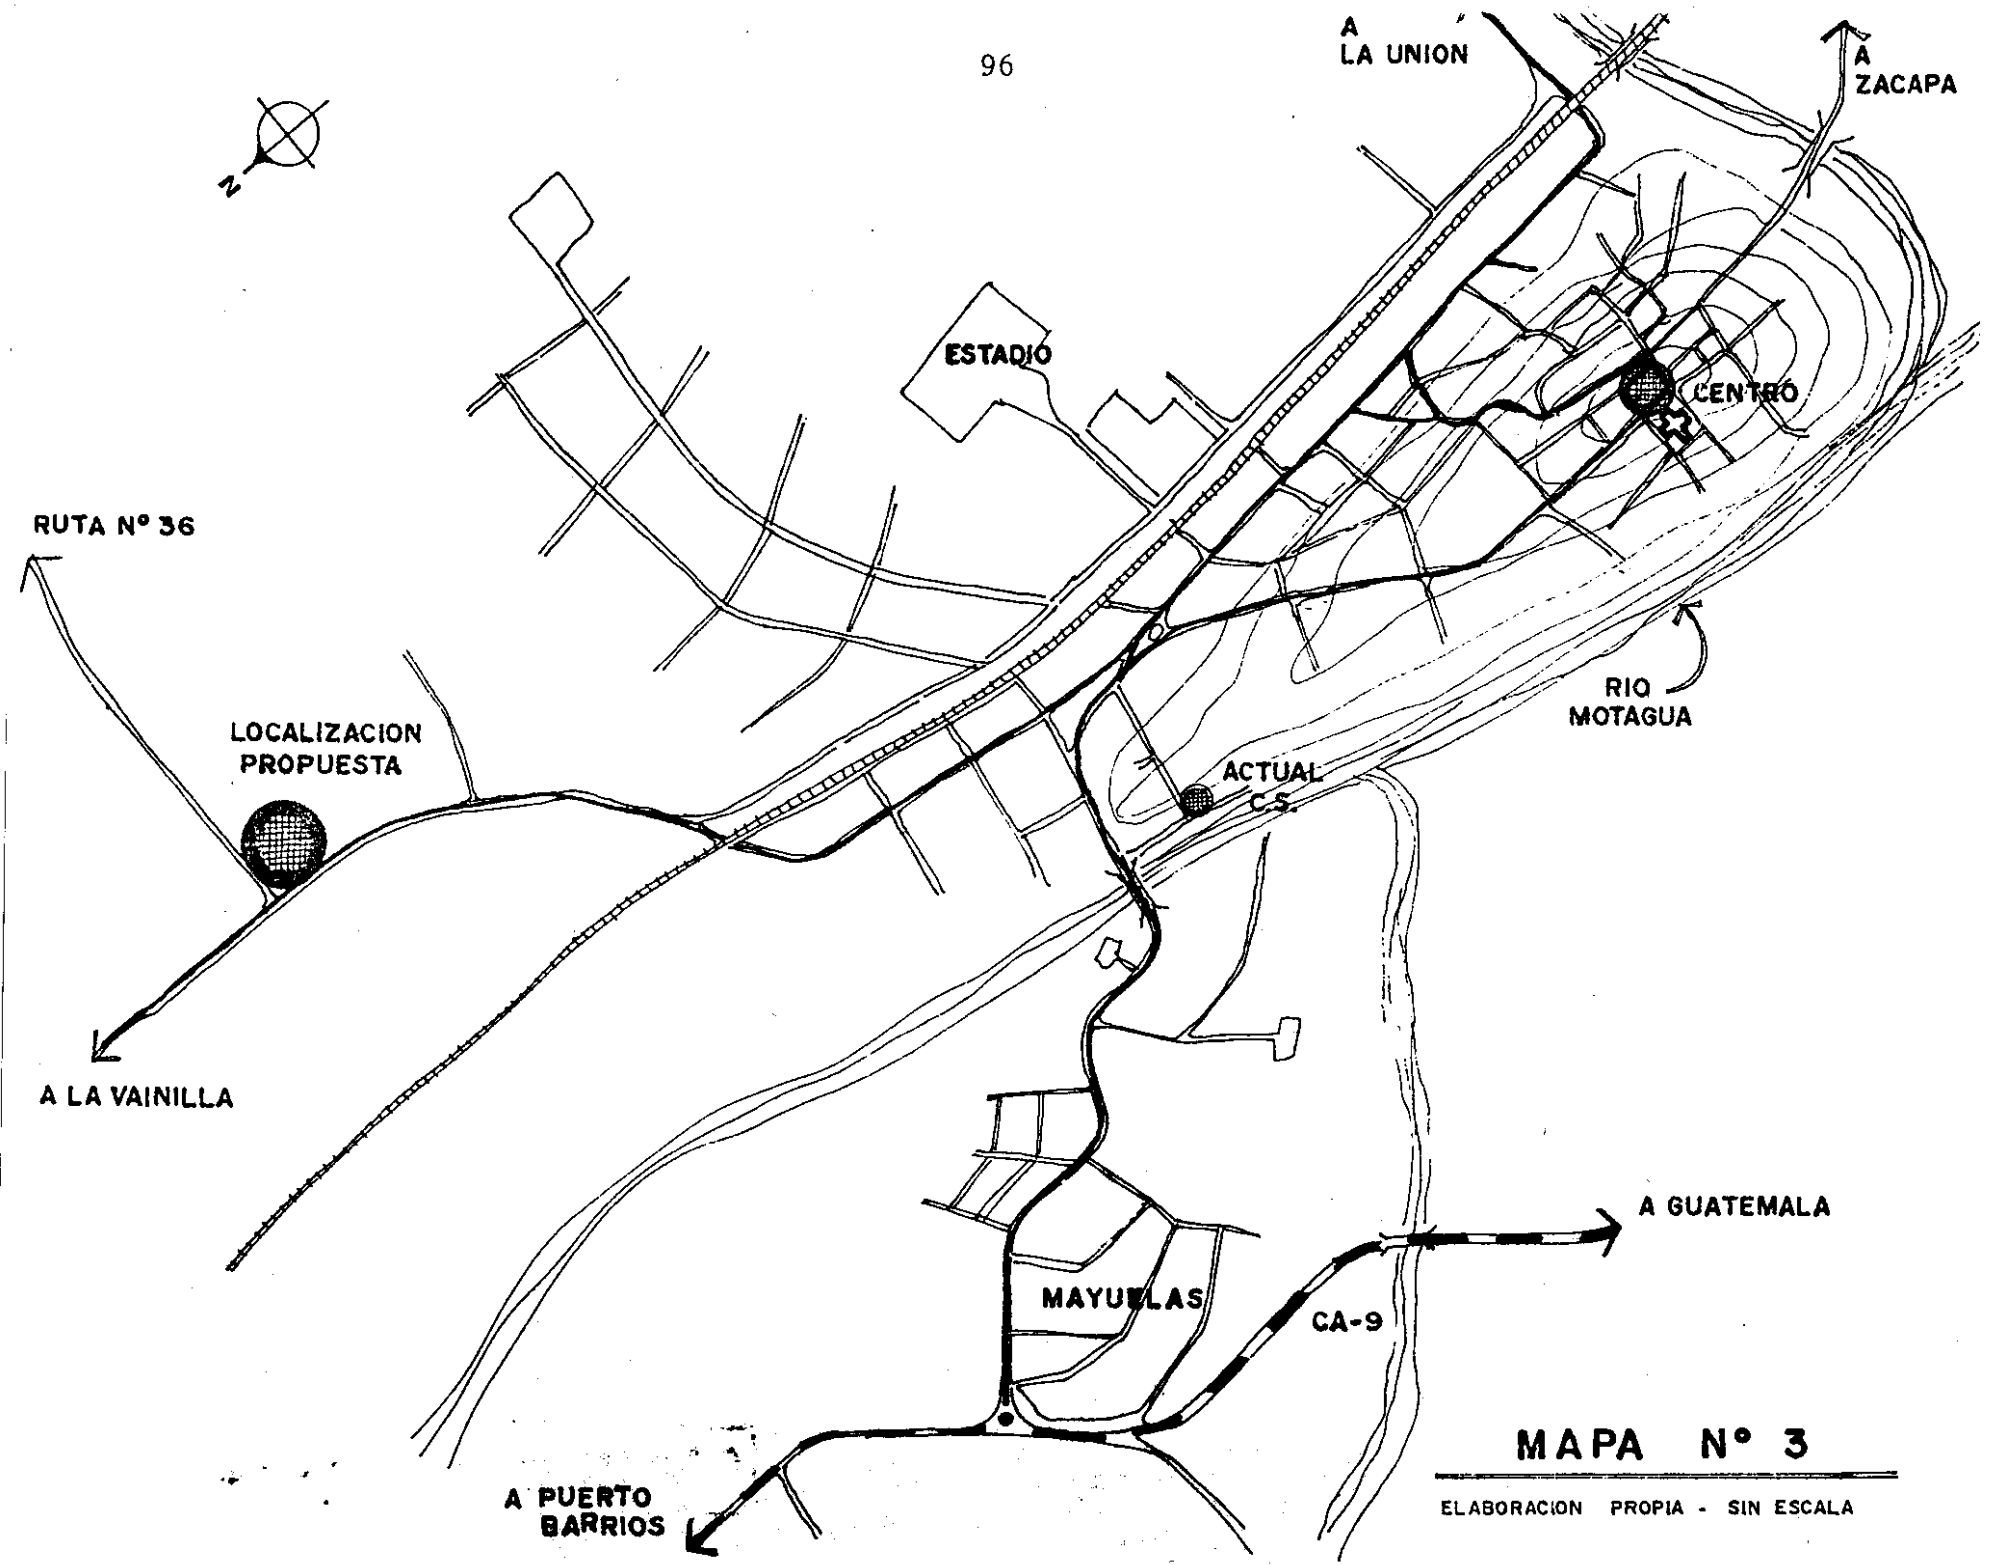 96
A
LA UNION
A
ZACAPA
N
ESTADIO
CENTRO
RUTA Nº 36
RIO
MOTAGUA
LOCALIZACION
PROPUESTA
ACTUAL
C.S.
A LA VAINILLA
A GUATEMALA
MAYUELAS
CA-9
MAPA Nº 3
A PUERTO
BARRIOS
ELABORACION PROPIA - SIN ESCALA